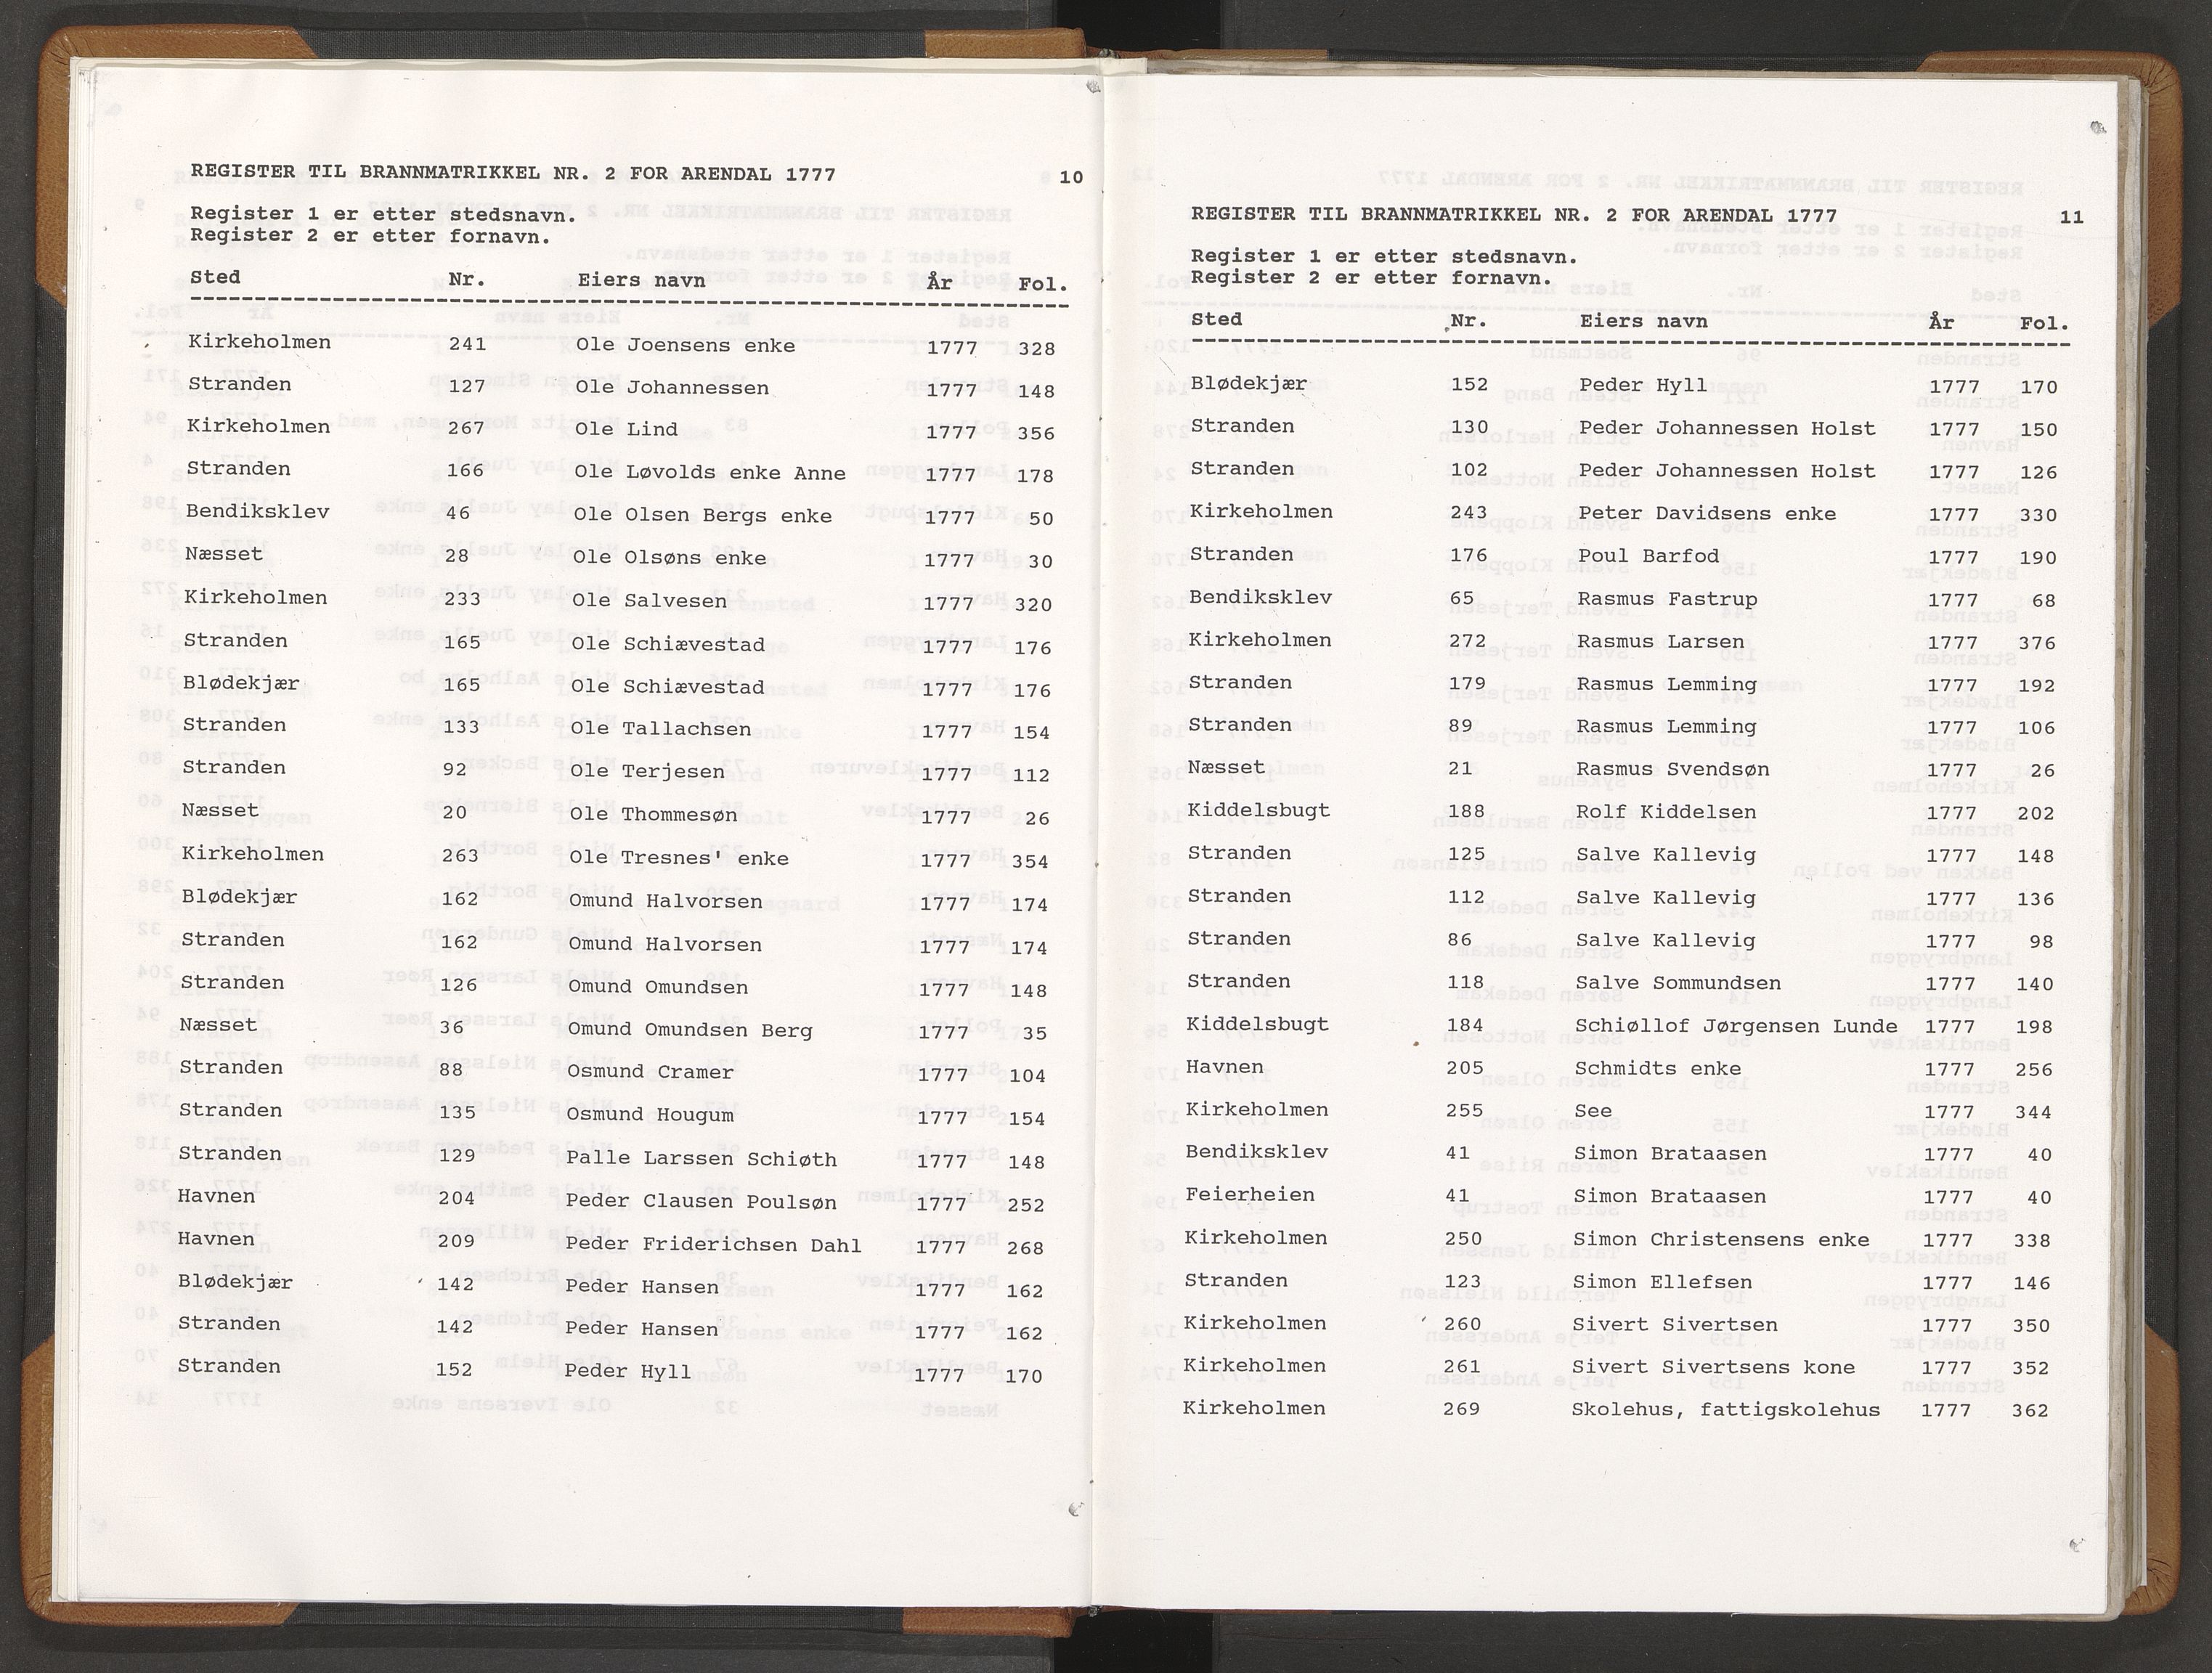 REGISTER TIL BRANNMATRIKKEL NR. 2 FOR ARENDAL 1777 10
Register 1 er etter stedsnavn.
Register 2 er etter fornavn.
Sted Nr. Eiers navn År Fol.
Kirkeholmen 241 Ole Joensens enke 1777 328
Stranden 127 Ole Johannessen 1777 148
Kirkeholmen 267 Ole Lind 1777 356
Stranden 166 Ole Løvolds enke Anne 1777 178
Bendiksklev 46 Ole Olsen Bergs enke 1777 50
Næsset 28 Ole Olsøns enke 1777 30
Kirkeholmen 233 Ole Salvesen 1777 320
Stranden 165 Ole Schiævestad 1777 176
Blødekjær 165 Ole Schiævestad 1777 176
Stranden 133 Ole Tallachsen 1777 154
Stranden 92 Ole Terjesen 1777 112
Næsset 20 Ole Thommesøn 1777 26
Kirkeholmen 263 Ole Tresnes' enke 1777 354
Blødekjær 162 Omund Halvorsen 1777 174
Stranden 162 Omund Halvorsen 1777 174
Stranden 126 Omund Omundsen 1777 148
Næsset 36 Omund Omundsen Berg 1777 35
Stranden 88 Osmund Cramer 1777 104
Stranden 135 Osmund Hougum 1777 154
Stranden 129 Palle Larssen Schiøth 1777 148
Havnen 204 Peder Clausen Poulsøn 1777 252
Havnen 209 Peder Friderichsen Dahl 1777 268
Blødekjær 142 Peder Hansen 1777 162
Stranden 142 Peder Hansen 1777 162
Stranden 152 Peder Hyll 1777 170
REGISTER TIL BRANNMATRIKKEL NR. 2 FOR ARENDAL 1777 11
Register 1 er etter stedsnavn.
Register 2 er etter fornavn.
Sted Nr. Eiers navn År Fol.
Blødekjær 152 Peder Hyll 1777 170
Stranden 130 Peder Johannessen Holst 1777 150
Stranden 102 Peder Johannessen Holst 1777 126
Kirkeholmen 243 Peter Davidsens enke 1777 330
Stranden 176 Poul Barfod 1777 190
Bendiksklev 65 Rasmus Fastrup 1777 68
Kirkeholmen 272 Rasmus Larsen 1777 376
Stranden 179 Rasmus Lemming 1777 192
Stranden 89 Rasmus Lemming 1777 106
Næsset 21 Rasmus Svendsøn 1777 26
Kiddelsbugt 188 Rolf Kiddelsen 1777 202
Stranden 125 Salve Kallevig 1777 148
Stranden 112 Salve Kallevig 1777 136
Stranden 86 Salve Kallevig 1777 98
Stranden 118 Salve Sommundsen 1777 140
Kiddelsbugt 184 Schiøllof Jørgensen Lunde 1777 198
Havnen 205 Schmidts enke 1777 256
Kirkeholmen 255 See 1777 344
Bendiksklev 41 Simon Brataasen 1777 40
Feierheien 41 Simon Brataasen 1777 40
Kirkeholmen 250 Simon Christensens enke 1777 338
Stranden 123 Simon Ellefsen 1777 146
Kirkeholmen 260 Sivert Sivertsen 1777 350
Kirkeholmen 261 Sivert Sivertsens kone 1777 352
Kirkeholmen 269 Skolehus, fattigskolehus 1777 362